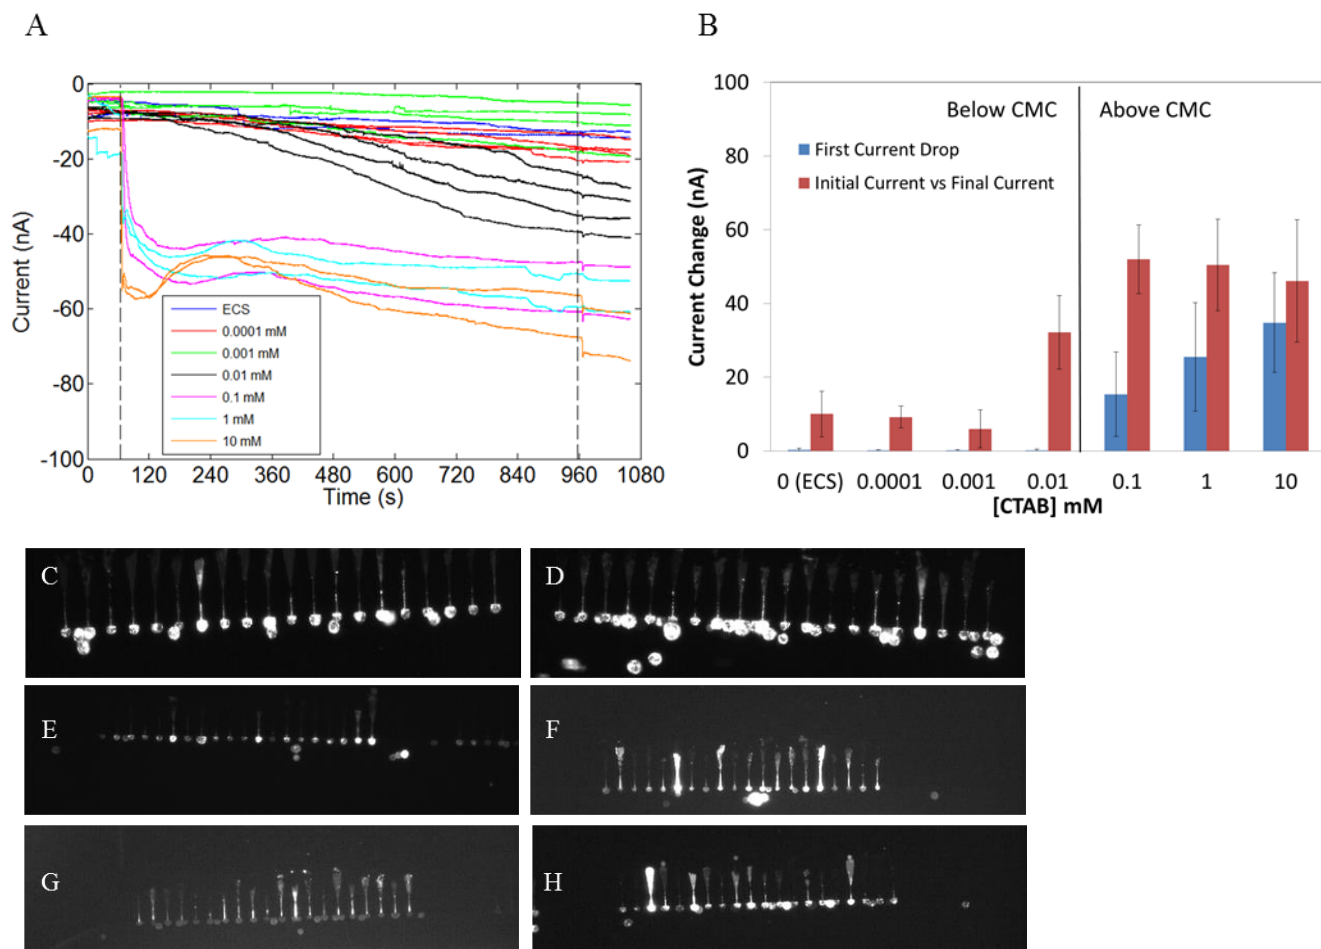 A
B
0
-20
-40
-60
-80
-100
Current (nA)
0 120 240 360 480 600 720 840 960 1080
Time (s)
ECS
0.0001 mM
0.001 mM
0.01 mM
0.1 mM
1 mM
10 mM
100
80
60
40
20
0
Current Change (nA)
Below CMC
Above CMC
First Current Drop
Initial Current vs Final Current
0 (ECS) 0.0001 0.001 0.01 0.1 1 10
[CTAB] mM
C
D
E
F
G
H